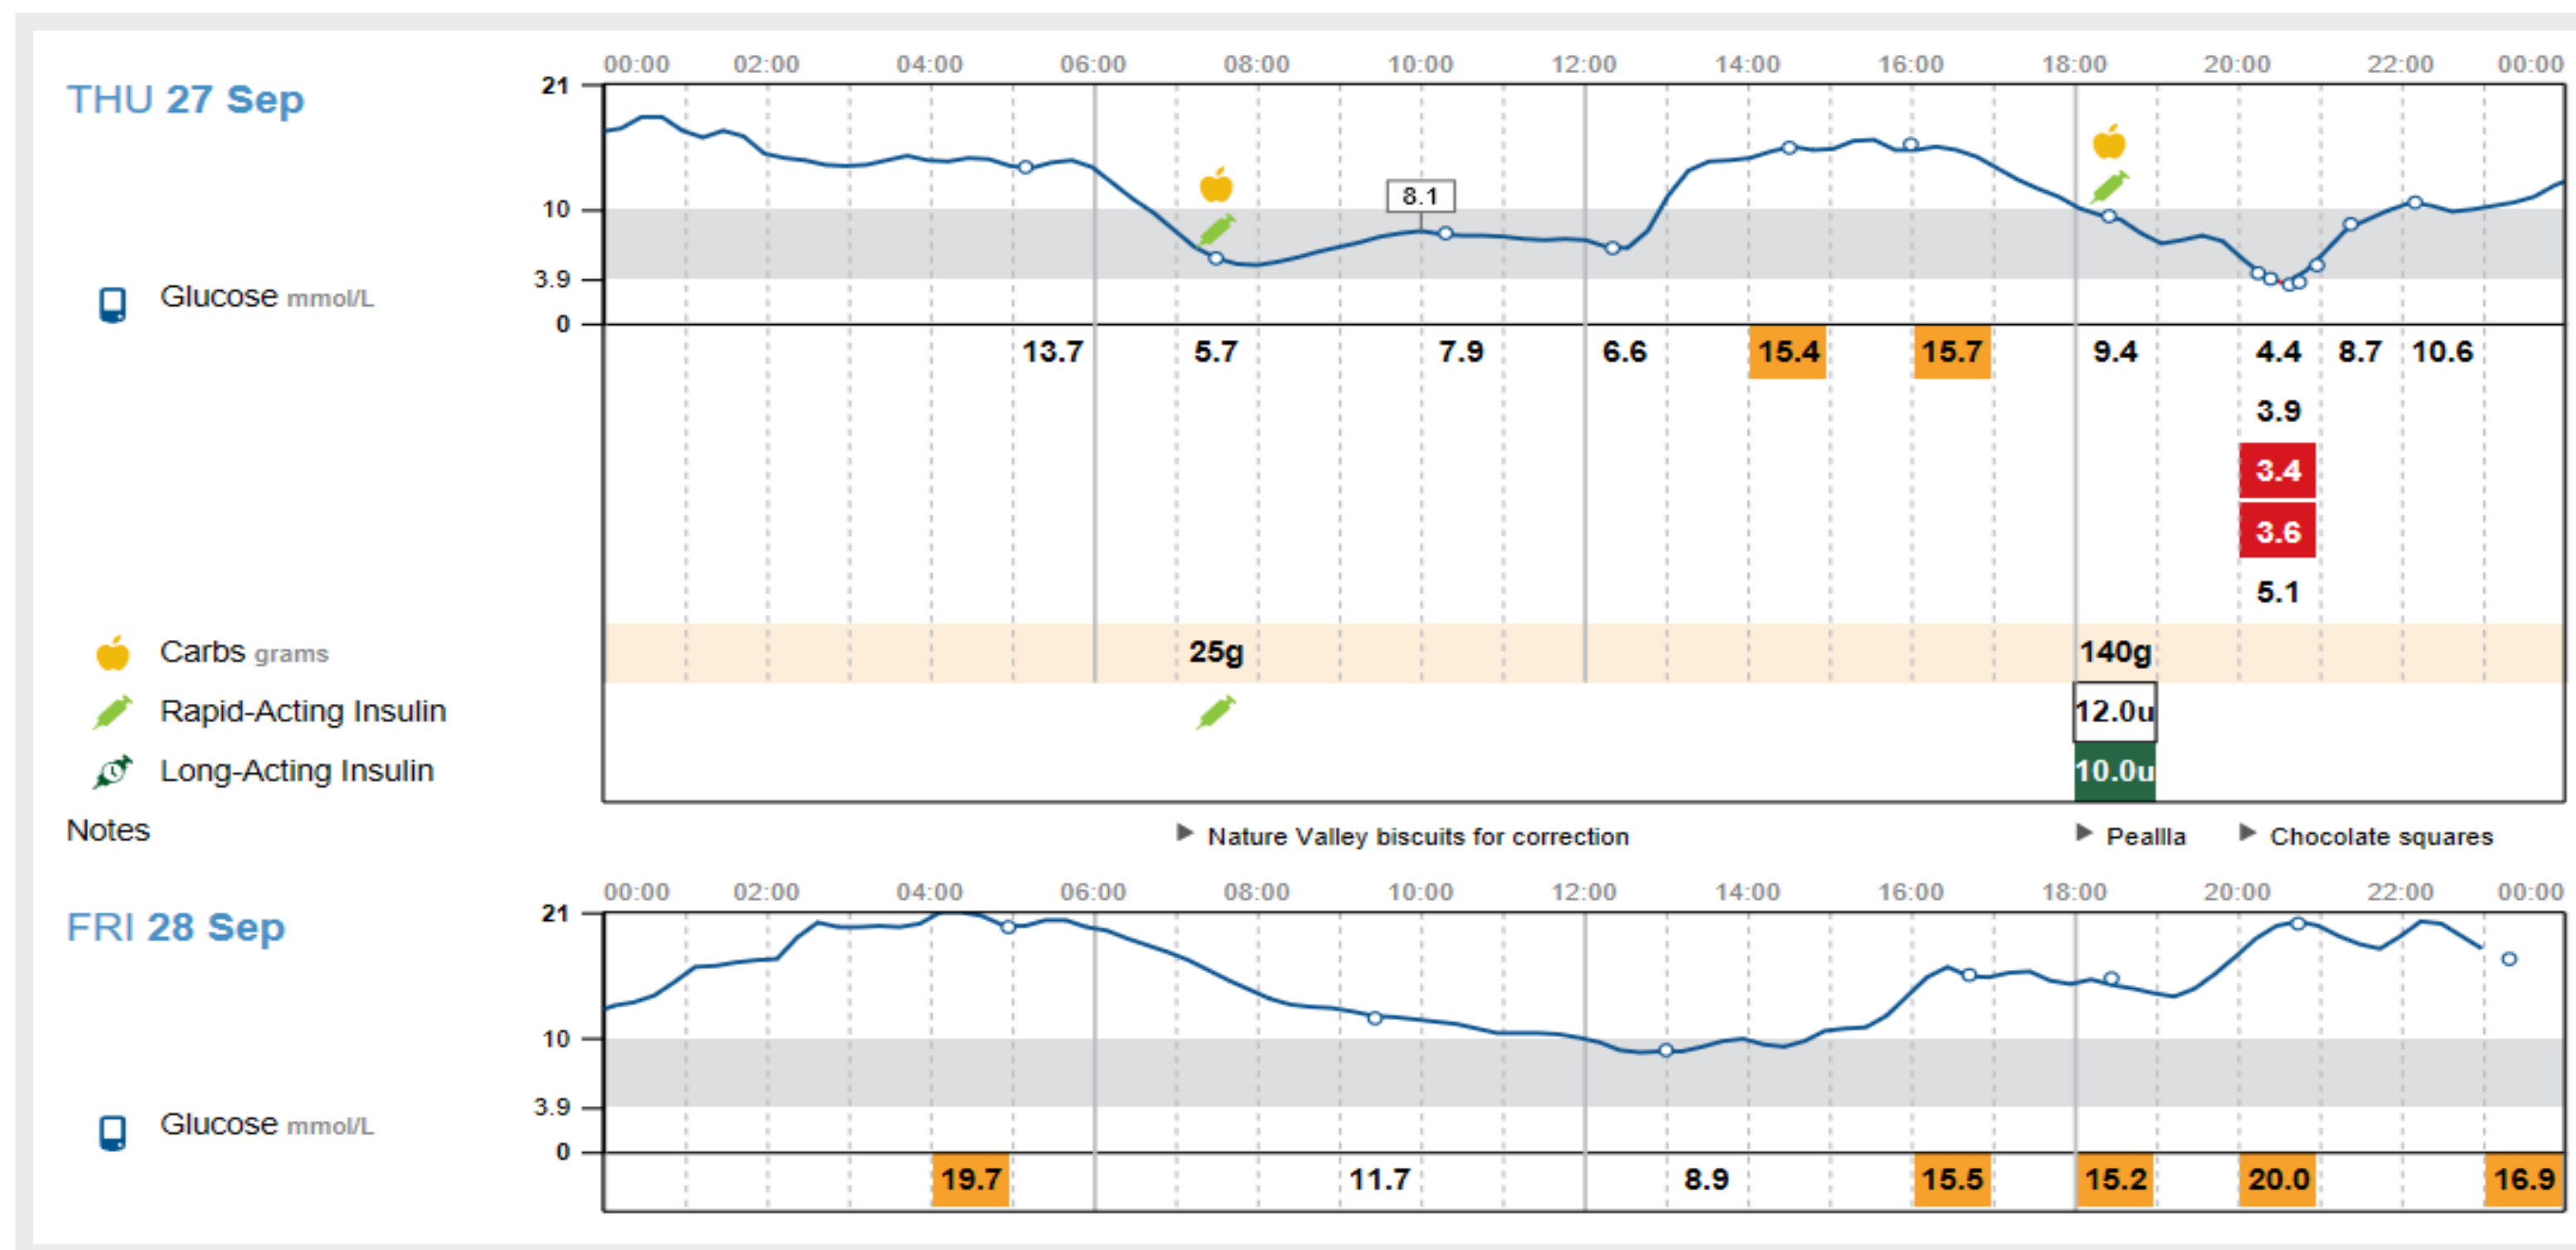 00:00 02:00 04:00 06:00 08:00 10:00 12:00 14:00 16:00 18:00 20:00 22:00 00:00
THU 27 Sep
21
10
8.1
3.9
Glucose mmol/L
0
13.7 5.7 7.9 6.6 15.4 15.7 9.4 4.4 8.7 10.6
3.9
3.4
3.6
5.1
Carbs grams 25g 140g
Rapid-Acting Insulin 12.0u
Long-Acting Insulin 10.0u
Notes
Nature Valley biscuits for correction Peallla Chocolate squares
00:00 02:00 04:00 06:00 08:00 10:00 12:00 14:00 16:00 18:00 20:00 22:00 00:00
FRI 28 Sep
21
10
3.9
Glucose mmol/L
0
19.7 11.7 8.9 15.5 15.2 20.0 16.9